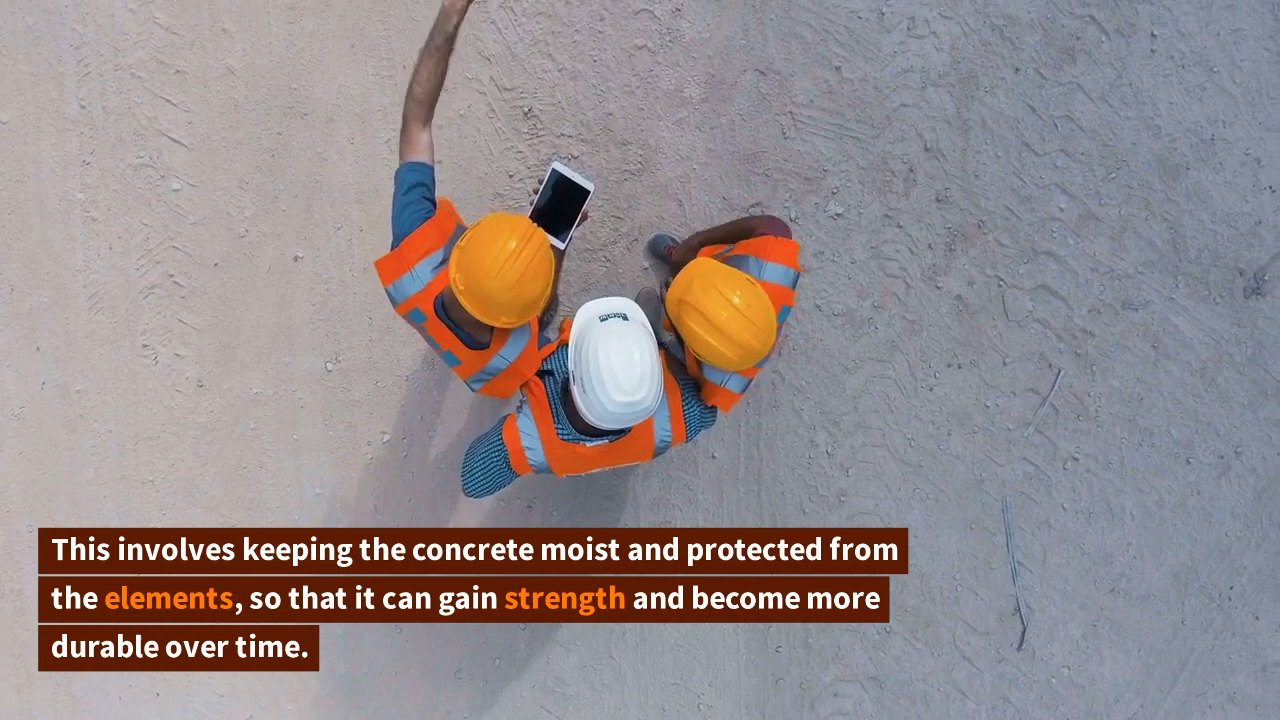 This involves keeping the concrete moist and protected from
the elements, so that it can gain strength and become more
durable over time.